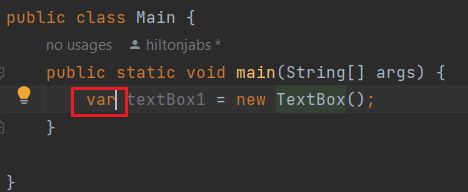 public class Main {
no usages hiltonjabs *
public static void main(String[] args) {
var textBox1 = new TextBox();
}
}